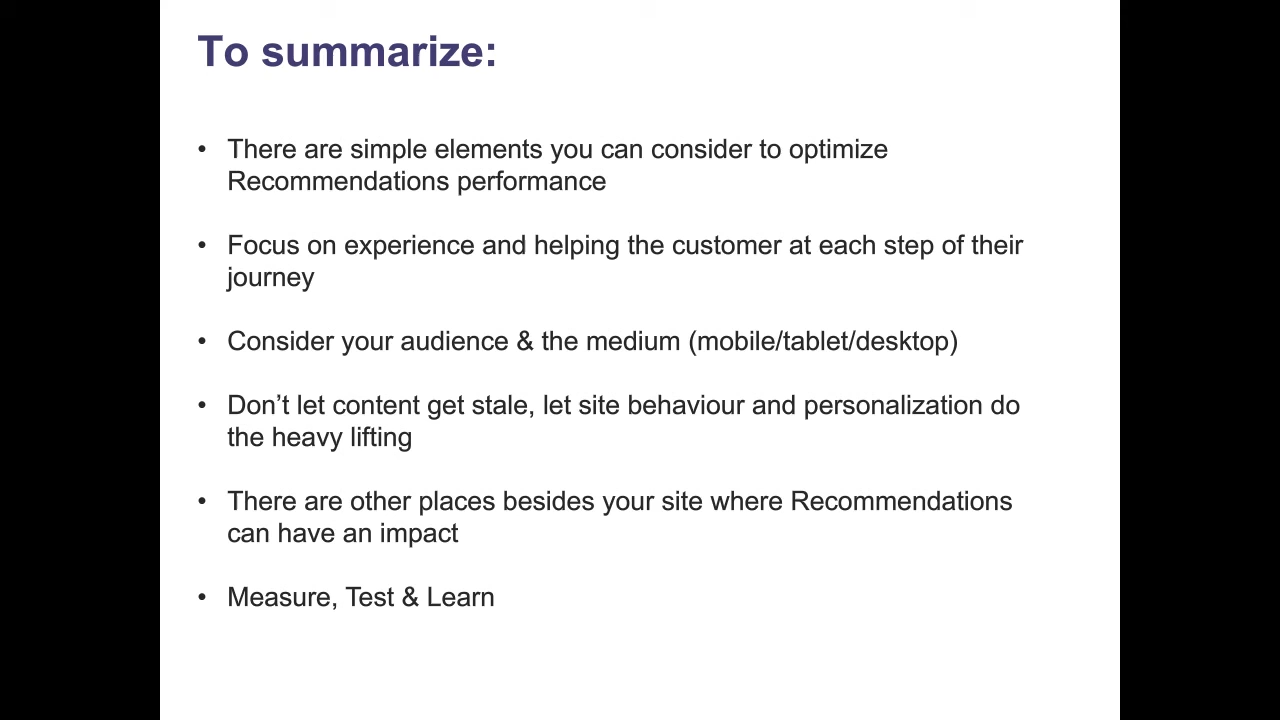 To summarize:
• There are simple elements you can consider to optimize
Recommendations performance
• Focus on experience and helping the customer at each step of their
journey
• Consider your audience & the medium (mobile/tablet/desktop)
• Don’t let content get stale, let site behaviour and personalization do
the heavy lifting
• There are other places besides your site where Recommendations
can have an impact
• Measure, Test & Learn